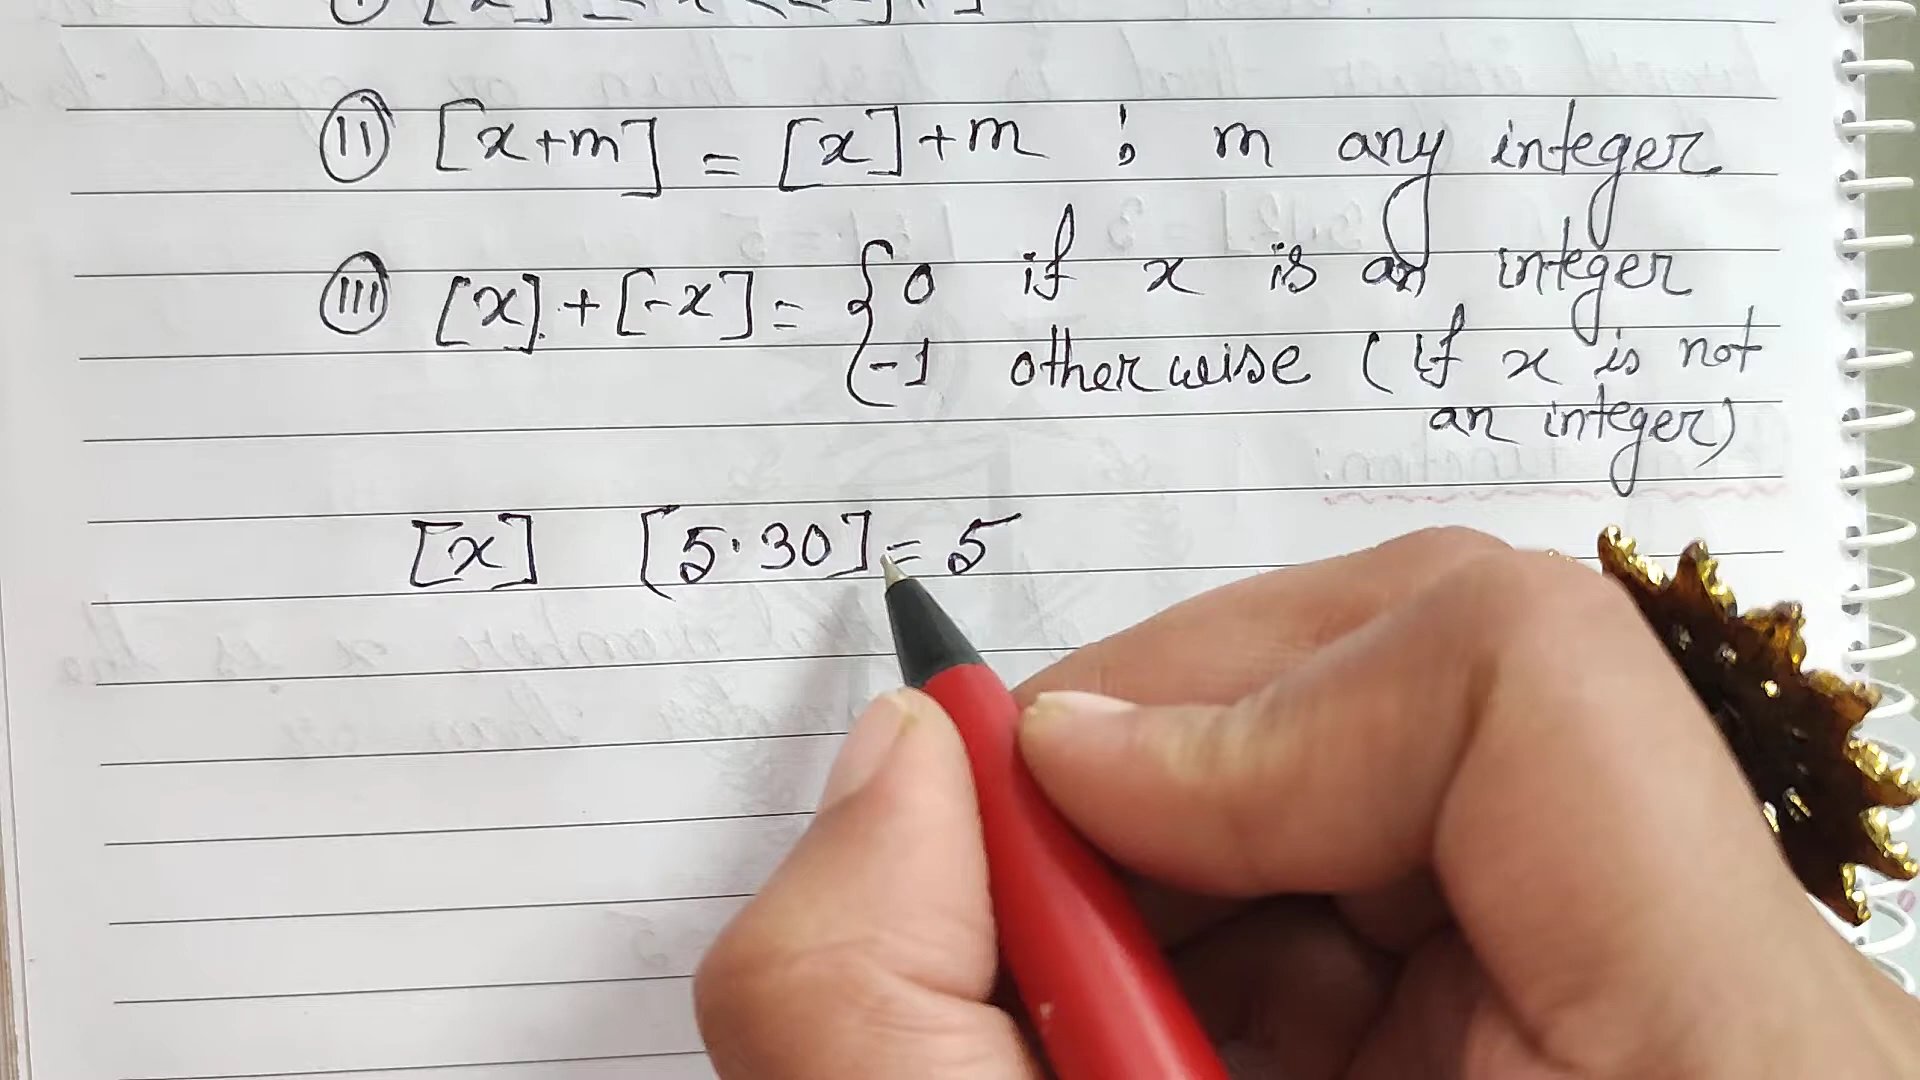 (II) [x+m] = [x]+m ; m any integer
(III) [x]+[-x] = { 0 if x is an integer
-1 otherwise (if x is not
an integer)
[x] [5.30] = 5